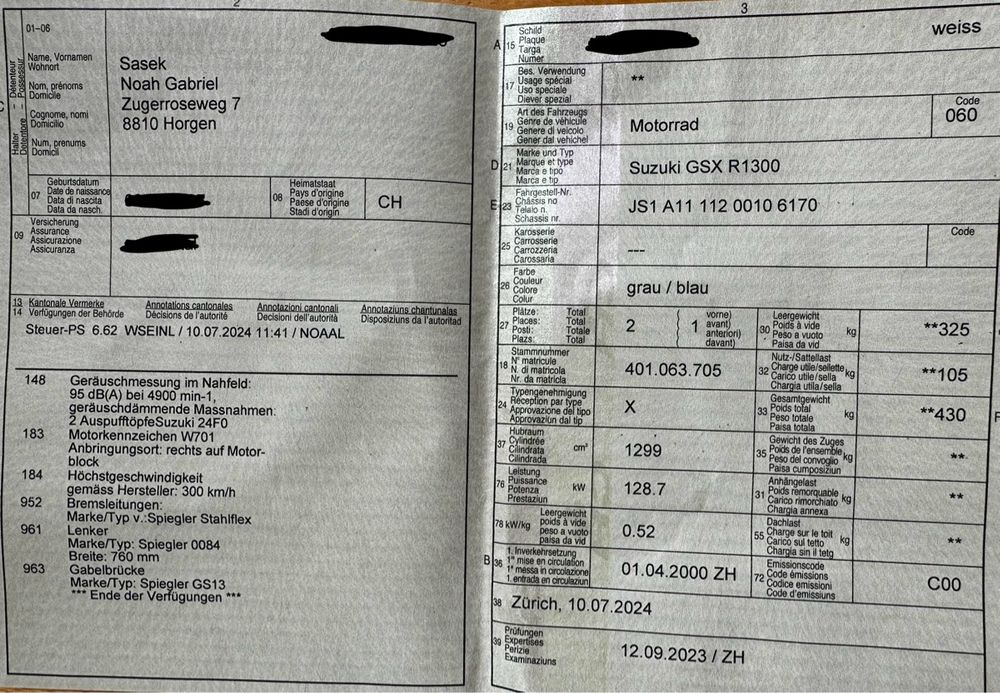 2
01-06
Name, Vornamen
Wohnort
Nom, prénoms
Domicile
Cognome, nomi
Domicilio
Num, prenums
Domicil
Halter – Détenteur
Detentore – Possessur
C
Sasek
Noah Gabriel
Zugerroseweg 7
8810 Horgen
07
Geburtsdatum
Date de naissance
Data di nascita
Data da nasch.
08
Heimatstaat
Pays d'origine
Paese d'origine
Stadi d'origin
CH
09
Versicherung
Assurance
Assicurazione
Assicuranza
13
14
Kantonale Vermerke
Verfügungen der Behörde
Annotations cantonales
Décisions de l'autorité
Annotazioni cantonali
Decisioni dell'autorità
Annotaziuns chantunalas
Disposiziuns da l'autoritad
Steuer-PS 6.62 WSEINL / 10.07.2024 11:41 / NOAAL
148 Geräuschmessung im Nahfeld:
95 dB(A) bei 4900 min-1,
geräuschdämmende Massnahmen:
2 AuspufttöpfeSuzuki 24F0
183 Motorkennzeichen W701
Anbringungsort: rechts auf Motor-
block
184 Höchstgeschwindigkeit
gemäss Hersteller: 300 km/h
952 Bremsleitungen:
Marke/Typ v.:Spiegler Stahlflex
961 Lenker
Marke/Typ: Spiegler 0084
Breite: 760 mm
963 Gabelbrücke
Marke/Typ: Spiegler GS13
*** Ende der Verfügungen ***
3
A 15
Schild
Plaque
Targa
Numer
weiss
17
Bes. Verwendung
Usage spécial
Uso speciale
Diever spezial
**
19
Art des Fahrzeugs
Genre de véhicule
Genere di veicolo
Gener dal vehichel
Motorrad
Code
060
D 21
Marke und Typ
Marque et type
Marca e tipo
Marca e tip
Suzuki GSX R1300
E 23
Fahrgestell-Nr.
Châssis no
Telaio n.
Schassis nr.
JS1 A11 112 0010 6170
25
Karosserie
Carrosserie
Carrozzeria
Carossaria
---
Code
26
Farbe
Couleur
Colore
Colur
grau / blau
27
Plätze: Total
Places: Total
Posti: Totale
Plazs: Total
2
{ 1
vorne)
avant)
anteriori)
davant)
30
Leergewicht
Poids à vide
Peso a vuoto
Paisa da vid
kg
**325
18
Stammnummer
N° matricule
N. di matricola
Nr. da matricla
401.063.705
32
Nutz-/Sattellast
Charge utile/sellette
Carico utile/sella
Chargia utila/sella
kg
**105
24
Typengenehmigung
Réception par type
Approvazione del tipo
Approvaziun dal tip
X
33
Gesamtgewicht
Poids total
Peso totale
Paisa totala
kg
**430
F
37
Hubraum
Cylindrée
Cilindrata
Cilindrada
cm³
1299
35
Gewicht des Zuges
Poids de l'ensemble
Peso del convoglio
Paisa cumposiziun
kg
**
76
Leistung
Puissance
Potenza
Prestaziun
kW
128.7
31
Anhängelast
Poids remorquable
Carico rimorchiato
Chargia annexa
kg
**
78 kW/kg
Leergewicht
poids à vide
peso a vuoto
paisa da vid
0.52
55
Dachlast
Charge sur le toit
Carico sul tetto
Chargia sin il tetg
kg
**
B 36
1. Inverkehrsetzung
1re mise en circulation
1a messa in circolazione
1. entrada en circulaziun
01.04.2000 ZH
72
Emissionscode
Code émissions
Codice emissioni
Code d'emissiuns
C00
38
Zürich, 10.07.2024
39
Prüfungen
Expertises
Perizie
Examinaziuns
12.09.2023 / ZH